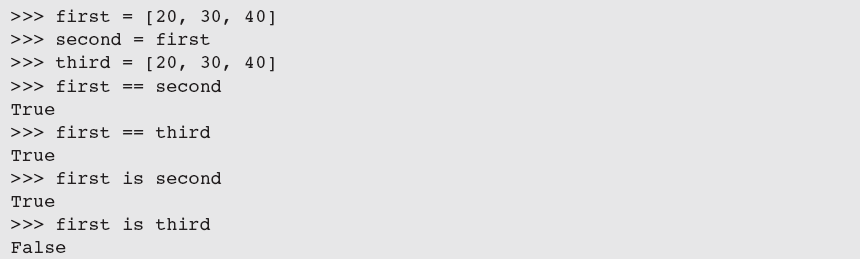 >>> first = [20, 30, 40]
>>> second = first
>>> third = [20, 30, 40]
>>> first == second
True
>>> first == third
True
>>> first is second
True
>>> first is third
False